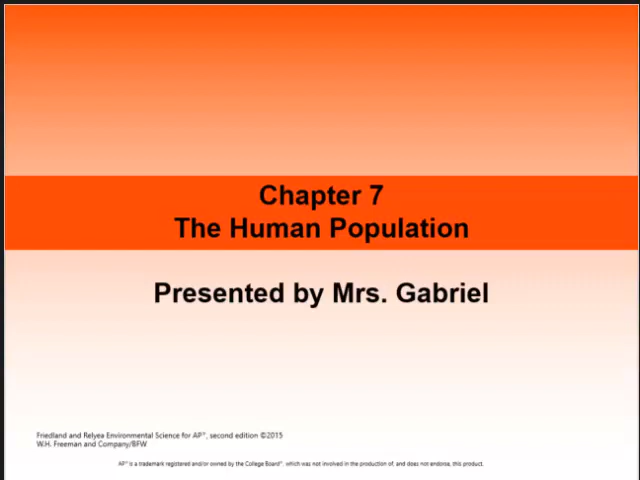 Chapter 7
The Human Population
Presented by Mrs. Gabriel
Friedland and Relyea Environmental Science for AP®, second edition ©2015
W.H. Freeman and Company/BFW
AP® is a trademark registered and/or owned by the College Board®, which was not involved in the production of, and does not endorse, this product.